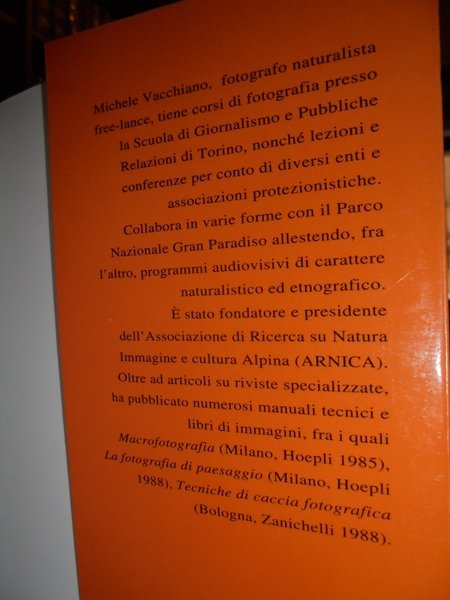 Michele Vacchiano, fotografo naturalista
free-lance, tiene corsi di fotografia presso
la Scuola di Giornalismo e Pubbliche
Relazioni di Torino, nonché lezioni e
conferenze per conto di diversi enti e
associazioni protezionistiche.
Collabora in varie forme con il Parco
Nazionale Gran Paradiso allestendo, fra
l'altro, programmi audiovisivi di carattere
naturalistico ed etnografico.
È stato fondatore e presidente
dell'Associazione di Ricerca su Natura
Immagine e cultura Alpina (ARNICA).
Oltre ad articoli su riviste specializzate,
ha pubblicato numerosi manuali tecnici e
libri di immagini, fra i quali
Macrofotografia (Milano, Hoepli 1985),
La fotografia di paesaggio (Milano, Hoepli
1988), Tecniche di caccia fotografica
(Bologna, Zanichelli 1988).